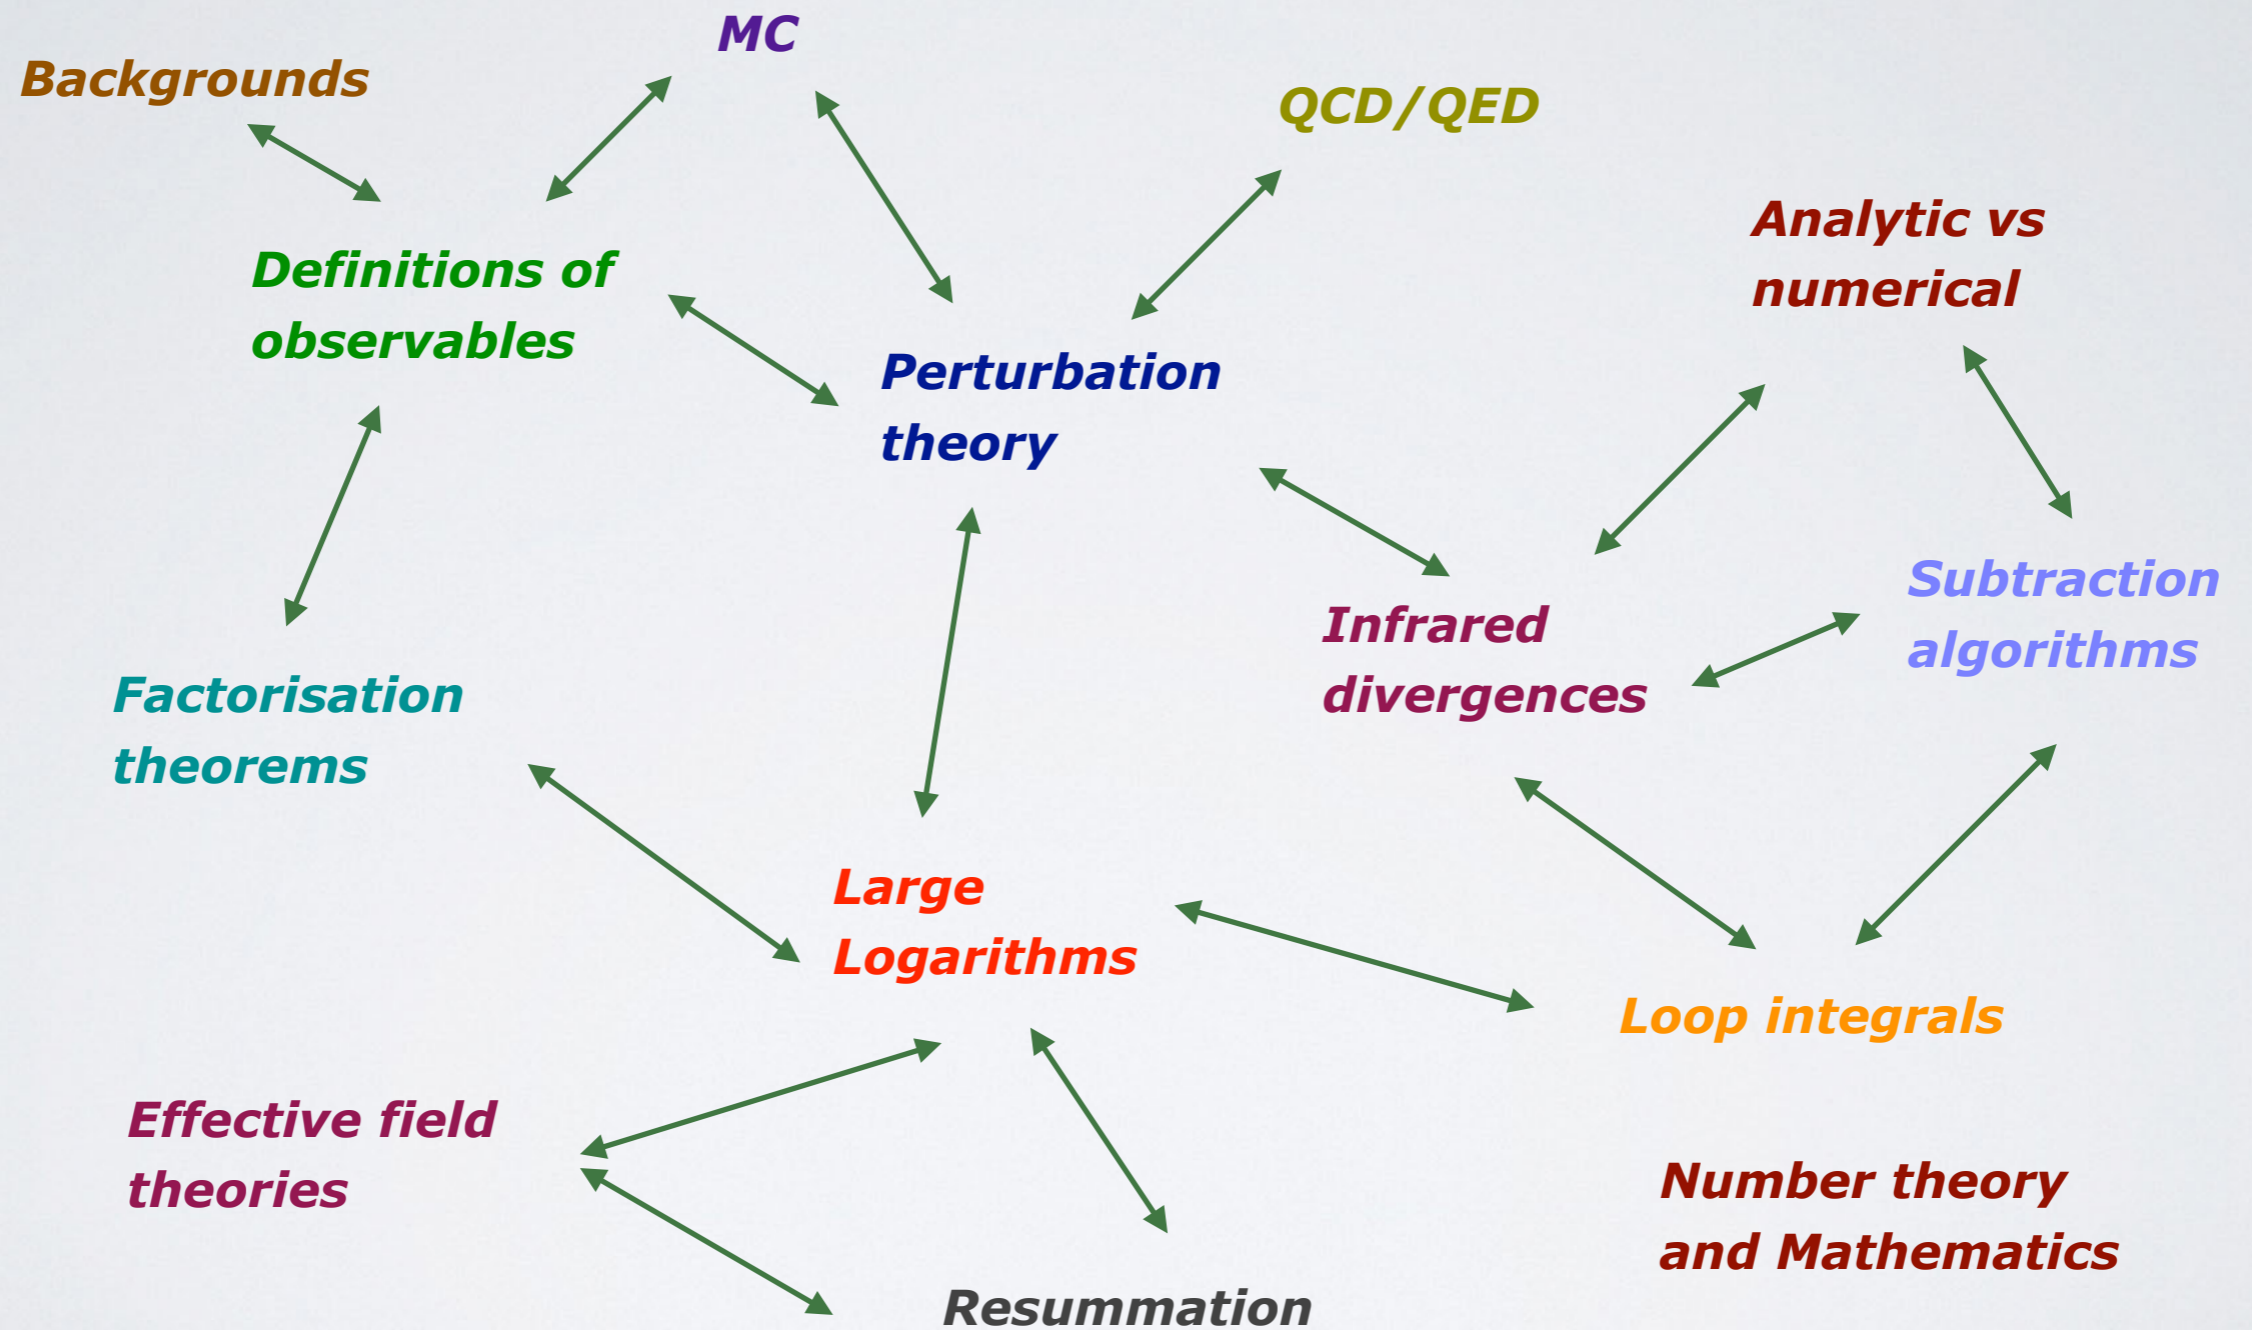 MC
Backgrounds
QCD/QED
Analytic vs
numerical
Definitions of
observables
Perturbation
theory
Subtraction
algorithms
Infrared
divergences
Factorisation
theorems
Large
Logarithms
Loop integrals
Effective field
theories
Number theory
and Mathematics
Resummation